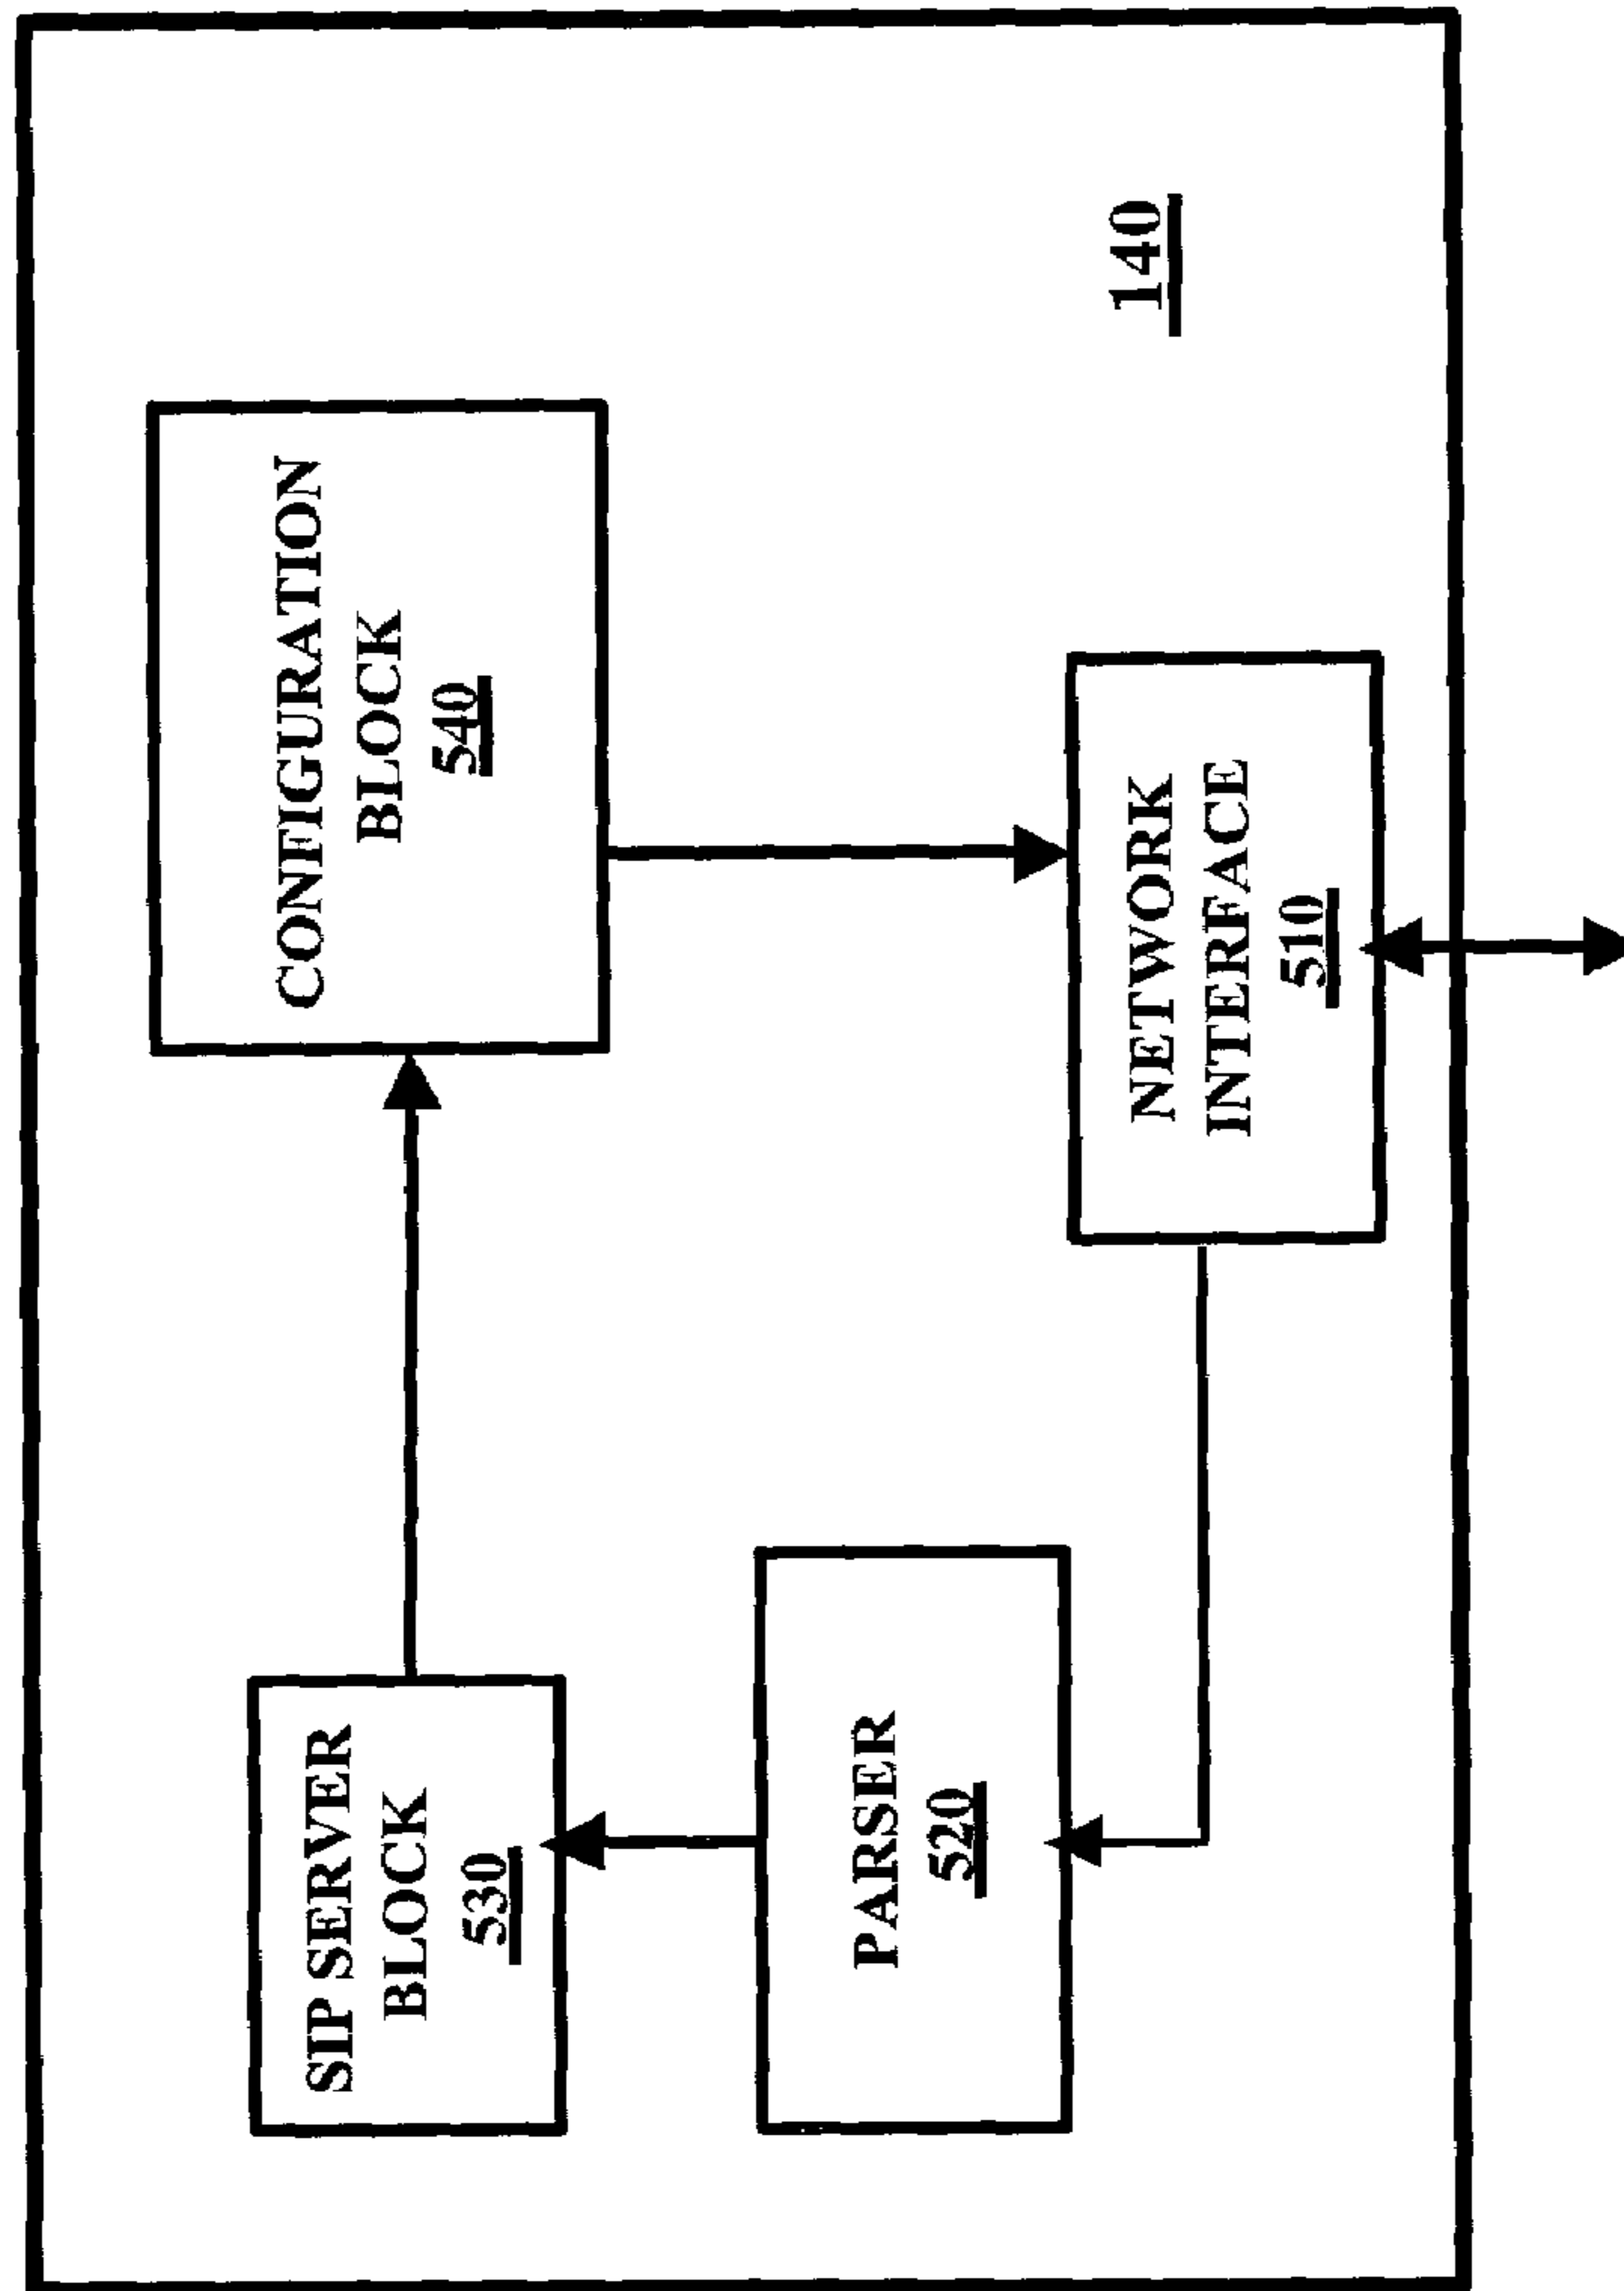 SIP SERVER
BLOCK
530
CONFIGURATION
BLOCK
540
PARSER
520
NETWORK
INTERFACE
510
140